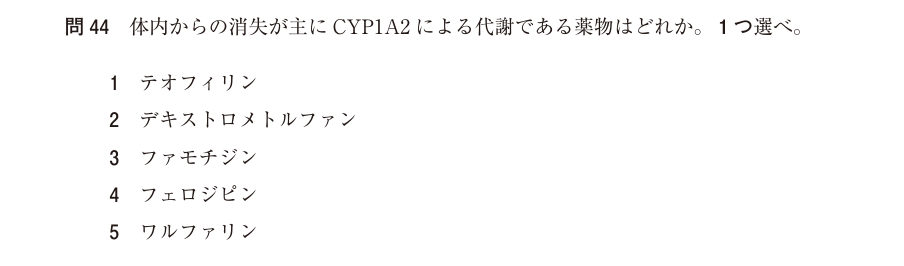 問 44 体内からの消失が主に CYP1A2 による代謝である薬物はどれか。1つ選べ。
1 テオフィリン
2 デキストロメトルファン
3 ファモチジン
4 フェロジピン
5 ワルファリン